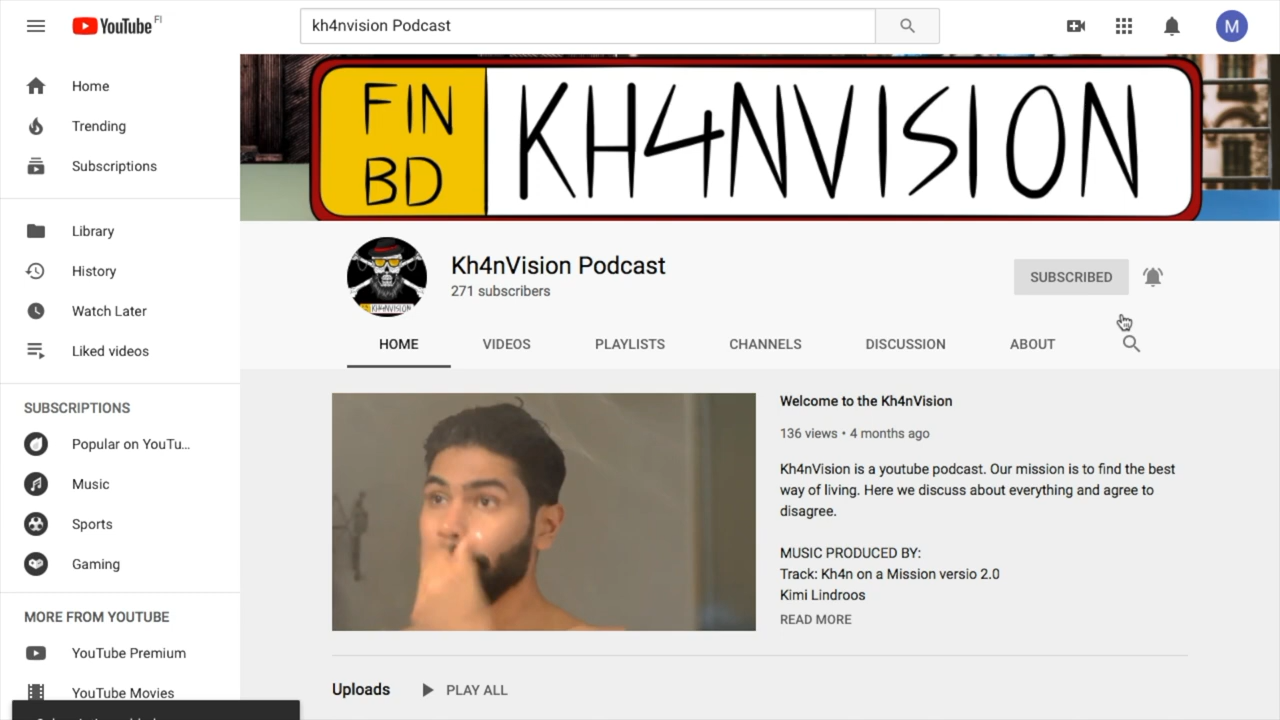 YouTube FI
kh4nvision Podcast
M
Home
Trending
Subscriptions
Library
History
Watch Later
Liked videos
SUBSCRIPTIONS
Popular on YouTu...
Music
Sports
Gaming
MORE FROM YOUTUBE
YouTube Premium
YouTube Movies
FIN
BD
KH4NVISION
KH4NVISION
Kh4nVision Podcast
271 subscribers
SUBSCRIBED
HOME VIDEOS PLAYLISTS CHANNELS DISCUSSION ABOUT
Welcome to the Kh4nVision
136 views • 4 months ago
Kh4nVision is a youtube podcast. Our mission is to find the best
way of living. Here we discuss about everything and agree to
disagree.
MUSIC PRODUCED BY:
Track: Kh4n on a Mission versio 2.0
Kimi Lindroos
READ MORE
Uploads PLAY ALL